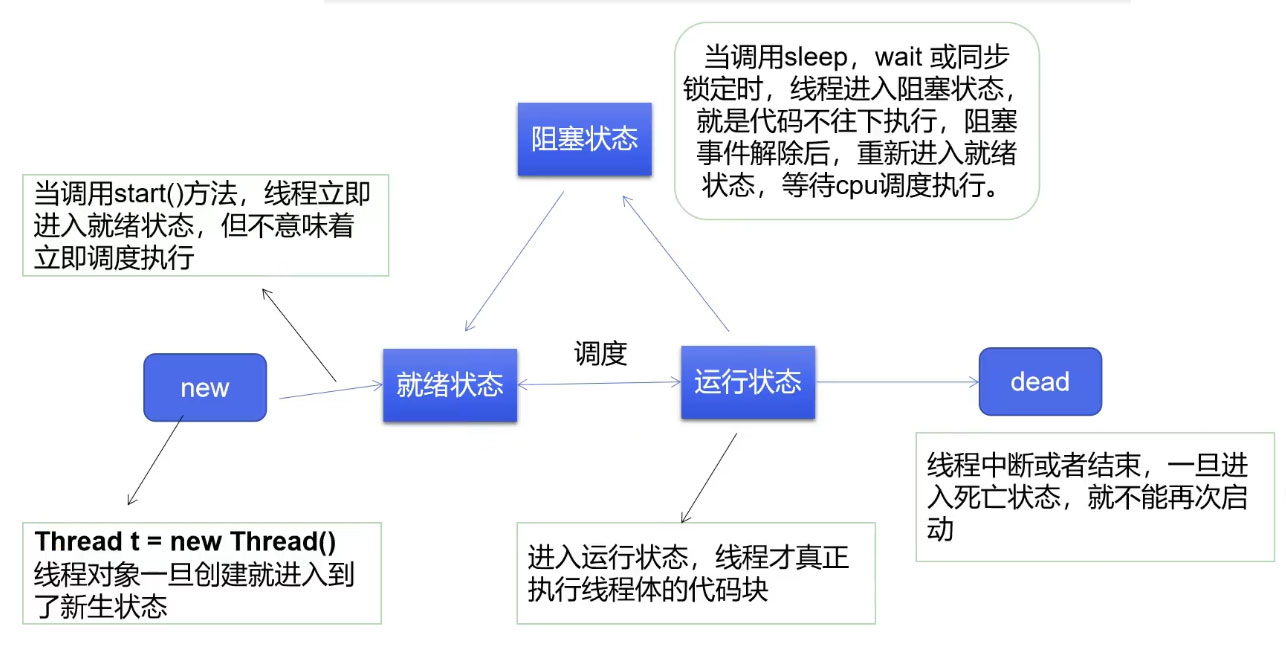 当调用sleep，wait 或同步
锁定时，线程进入阻塞状态，
就是代码不往下执行，阻塞
事件解除后，重新进入就绪
状态，等待cpu调度执行。
阻塞状态
当调用start()方法，线程立即
进入就绪状态，但不意味着
立即调度执行
new
就绪状态
调度
运行状态
dead
线程中断或者结束，一旦进
入死亡状态，就不能再次启
动
Thread t = new Thread()
线程对象一旦创建就进入到
了新生状态
进入运行状态，线程才真正
执行线程体的代码块